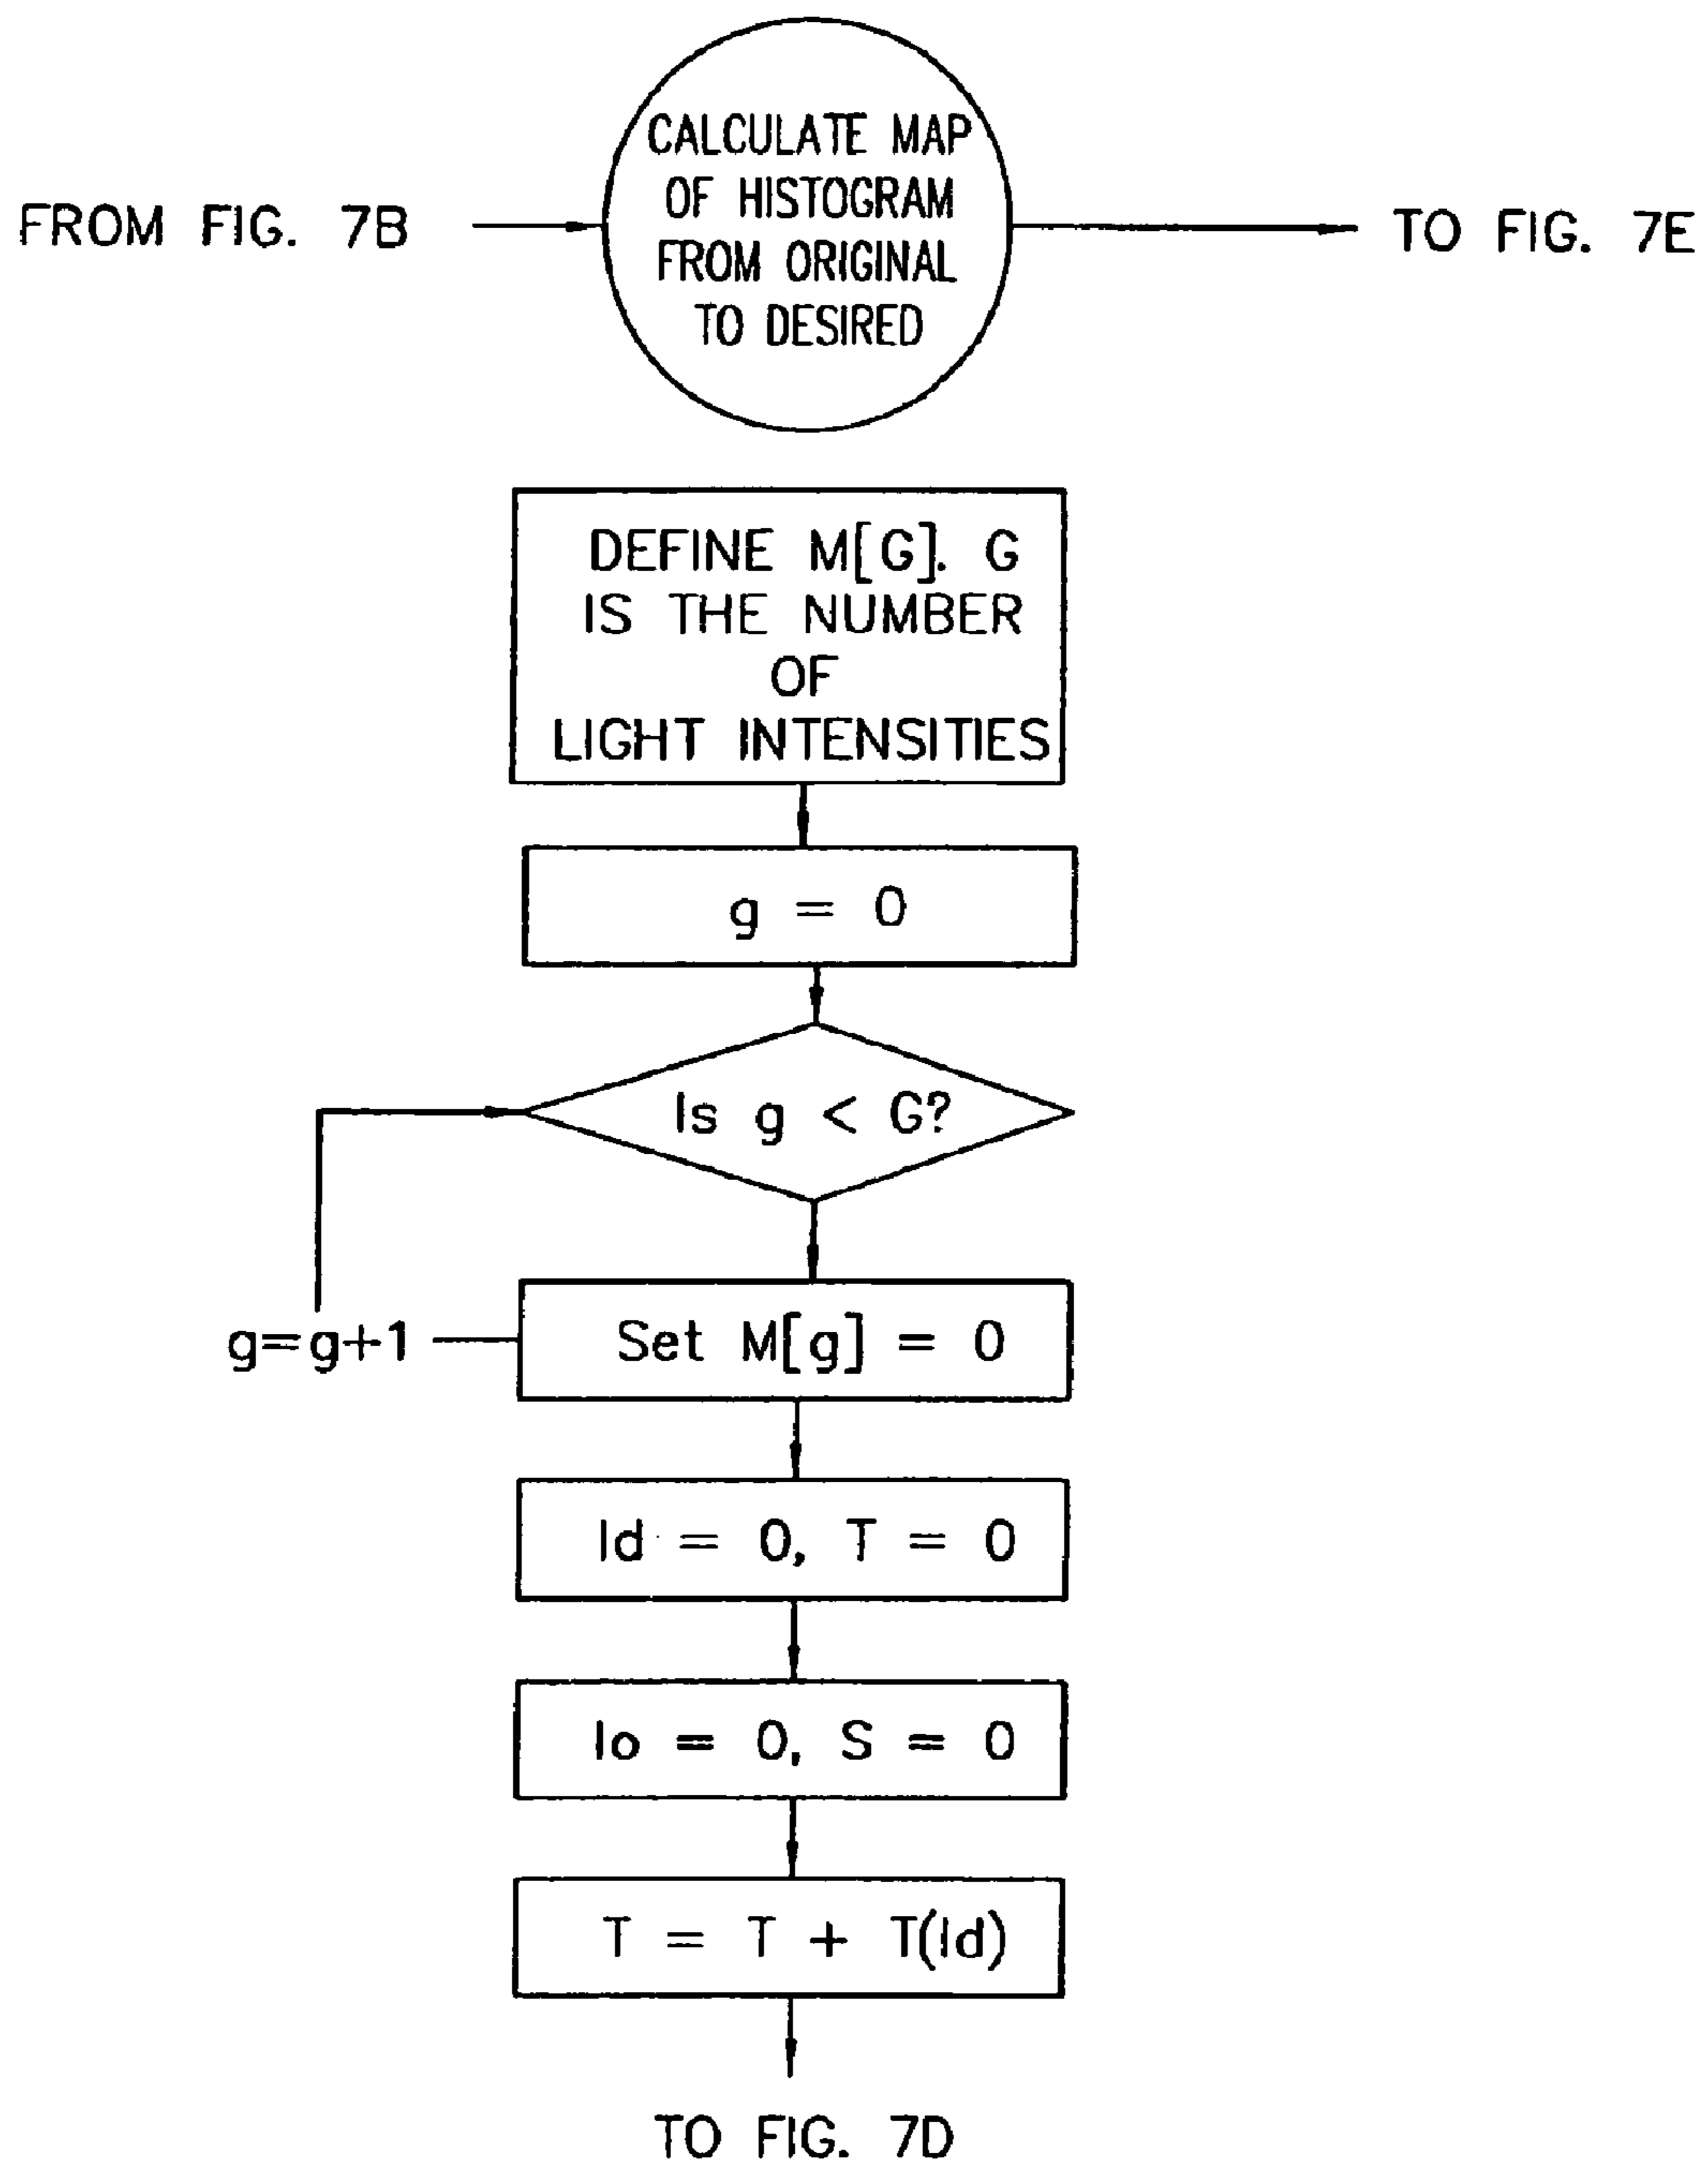 CALCULATE MAP
OF HISTOGRAM
FROM ORIGINAL
TO DESIRED
FROM FIG. 7B
TO FIG. 7E
DEFINE M[G]. G
IS THE NUMBER
OF
LIGHT INTENSITIES
g = 0
Is g < G?
g=g+1
Set M[g] = 0
Id = 0, T = 0
Io = 0, S = 0
T = T + T(Id)
TO FIG. 7D